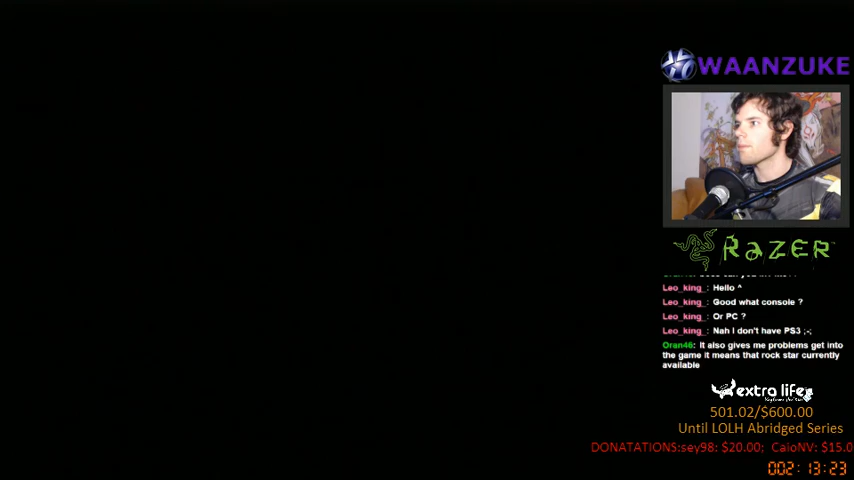 WAANZUKE
RAZER
Leo_king_: Hello ^
Leo_king_: Good what console ?
Leo_king_: Or PC ?
Leo_king_: Nah I don't have PS3 ;-;
Oran46: It also gives me problems get into
the game it means that rock star currently
available
extra life
501.02/$600.00
Until LOLH Abridged Series
DONATATIONS:sey98: $20.00; CaioNV: $15.0
002:13:23